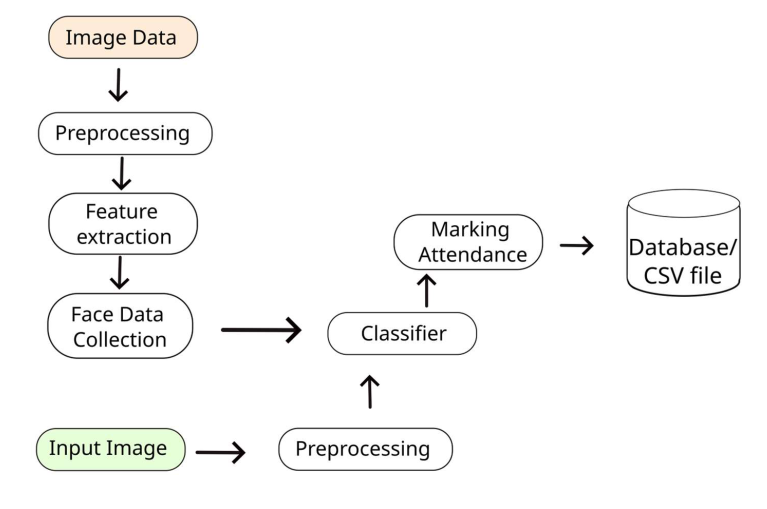 Image Data
Preprocessing
Feature
extraction
Face Data
Collection
Input Image
Preprocessing
Classifier
Marking
Attendance
Database/
CSV file